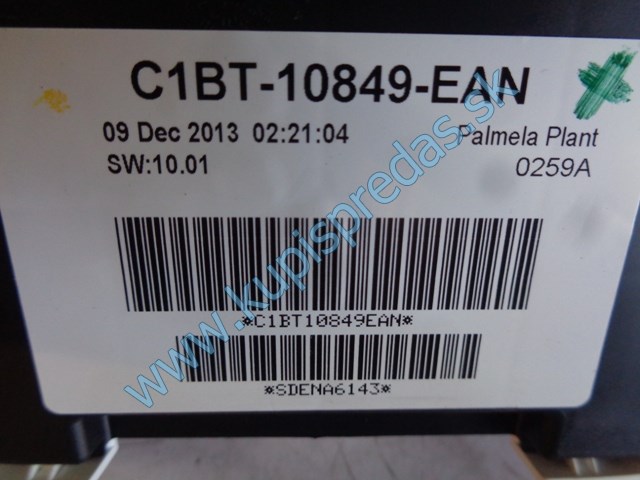 C1BT-10849-EAN
09 Dec 2013 02:21:04
Palmela Plant
SW:10.01
0259A
*C1BT10849EAN*
*SDENA6143*
www.kupispredas.sk